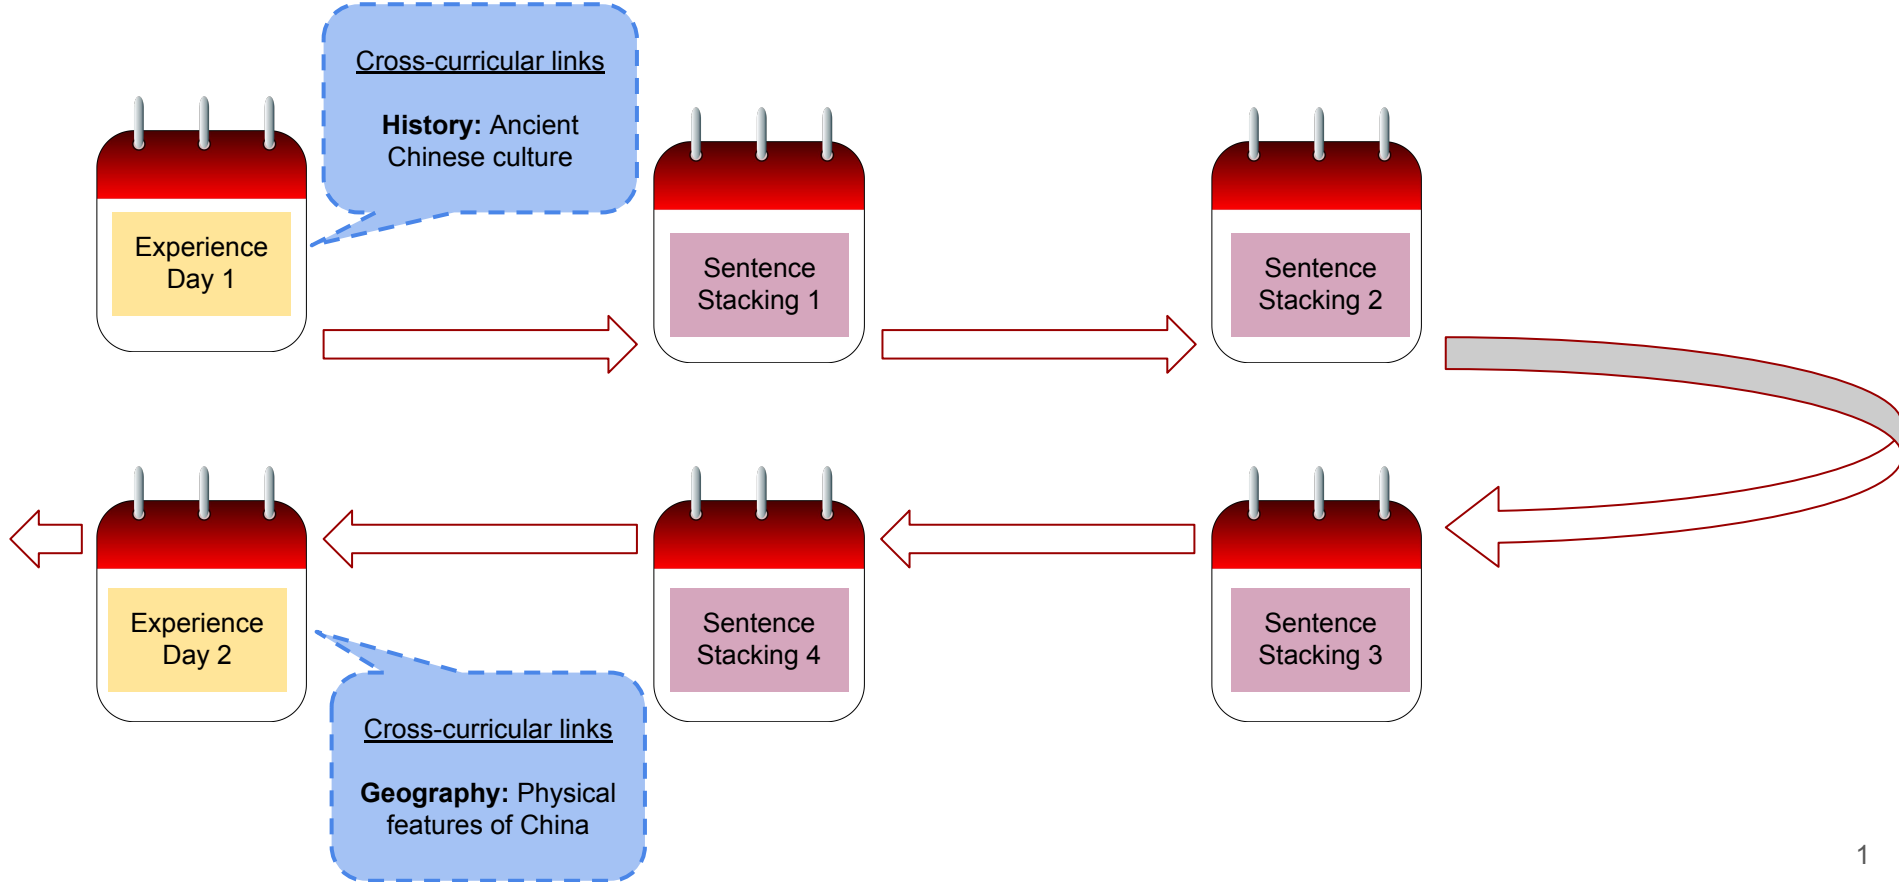 Cross-curricular links
History: Ancient
Chinese culture
Experience
Day 1
Sentence
Stacking 1
Sentence
Stacking 2
Experience
Day 2
Sentence
Stacking 4
Sentence
Stacking 3
Cross-curricular links
Geography: Physical
features of China
1